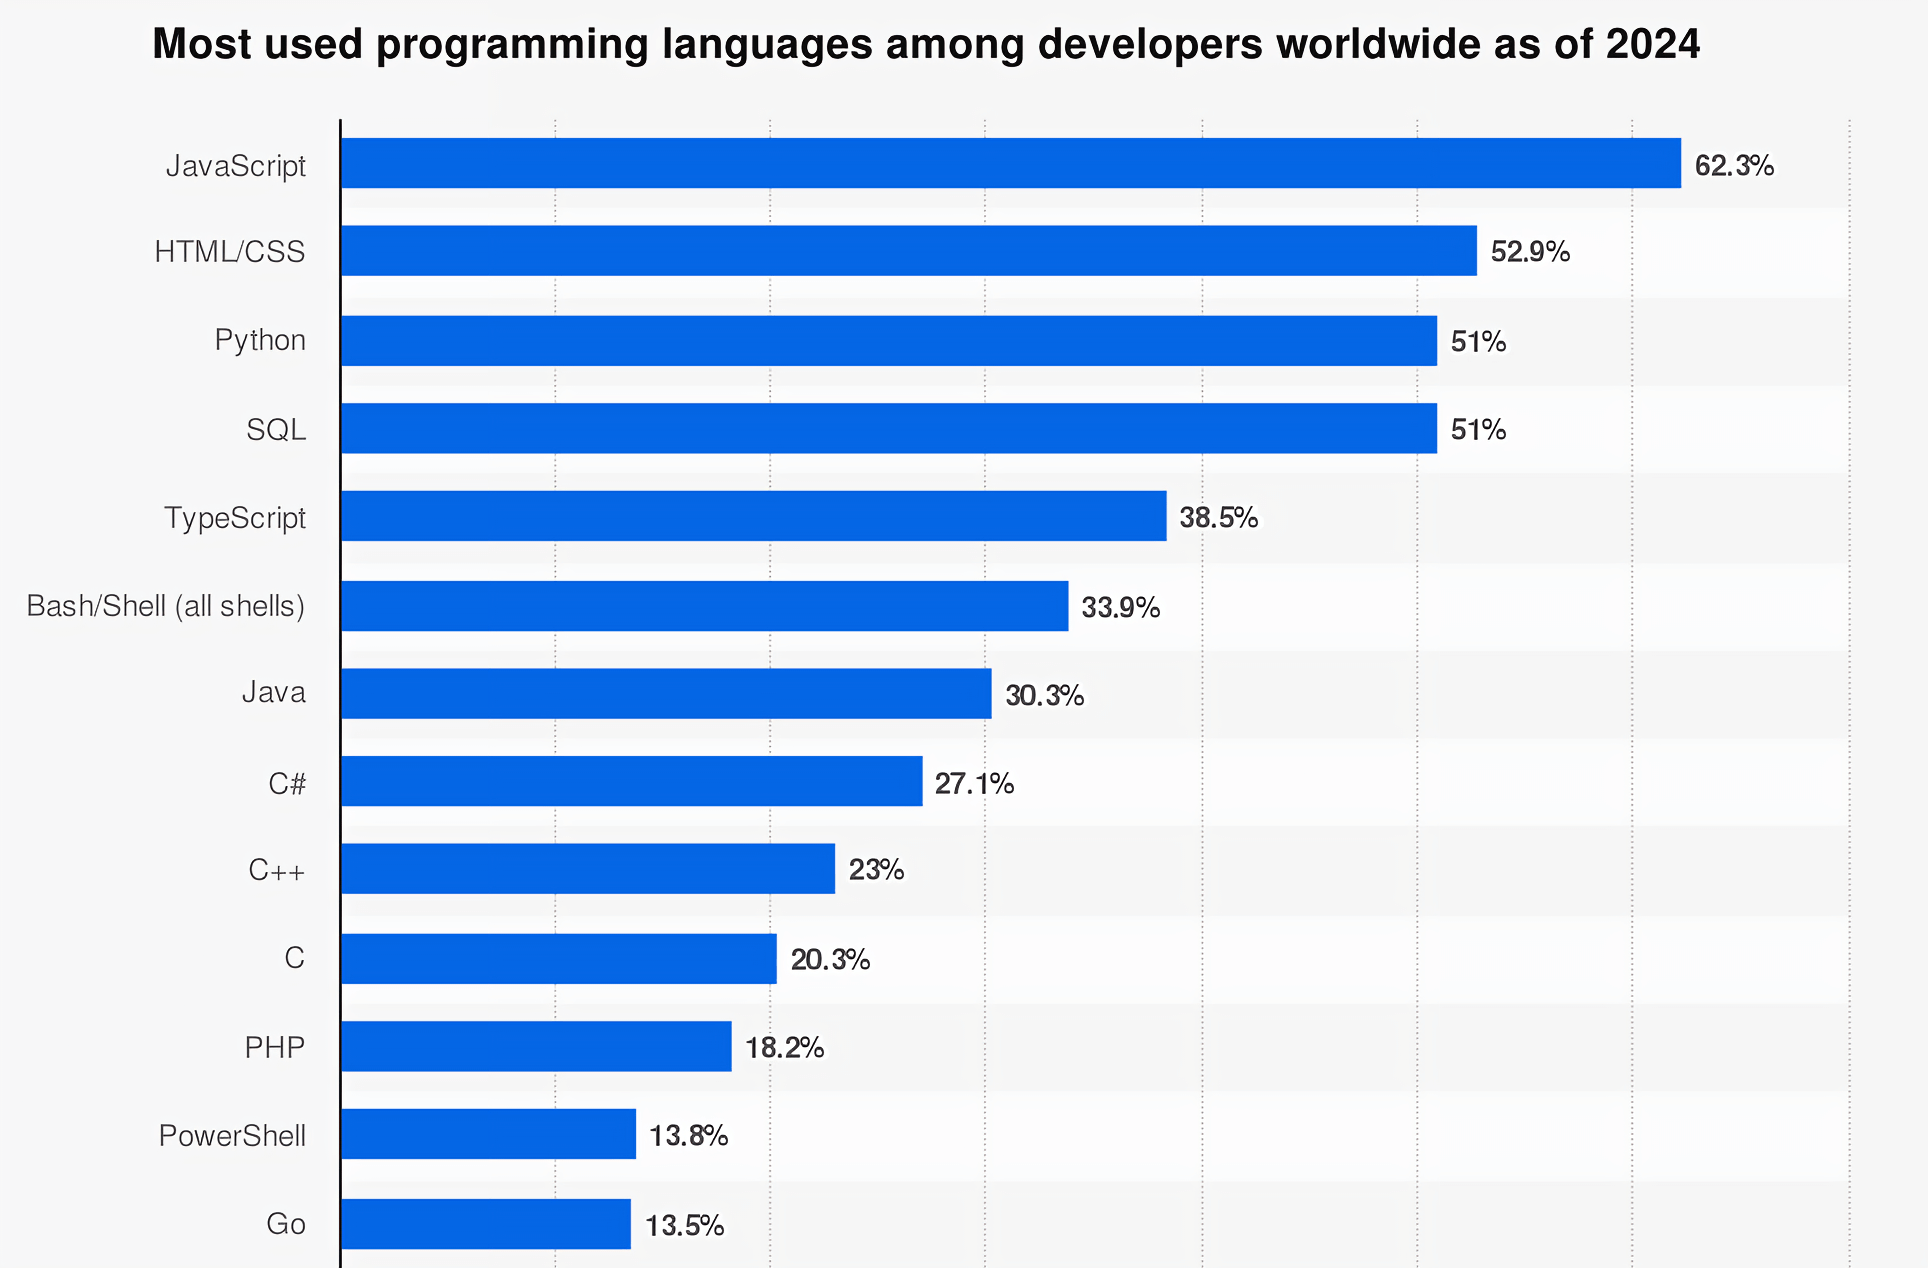 Most used programming languages among developers worldwide as of 2024
JavaScript 62.3%
HTML/CSS 52.9%
Python 51%
SQL 51%
TypeScript 38.5%
Bash/Shell (all shells) 33.9%
Java 30.3%
C# 27.1%
C++ 23%
C 20.3%
PHP 18.2%
PowerShell 13.8%
Go 13.5%